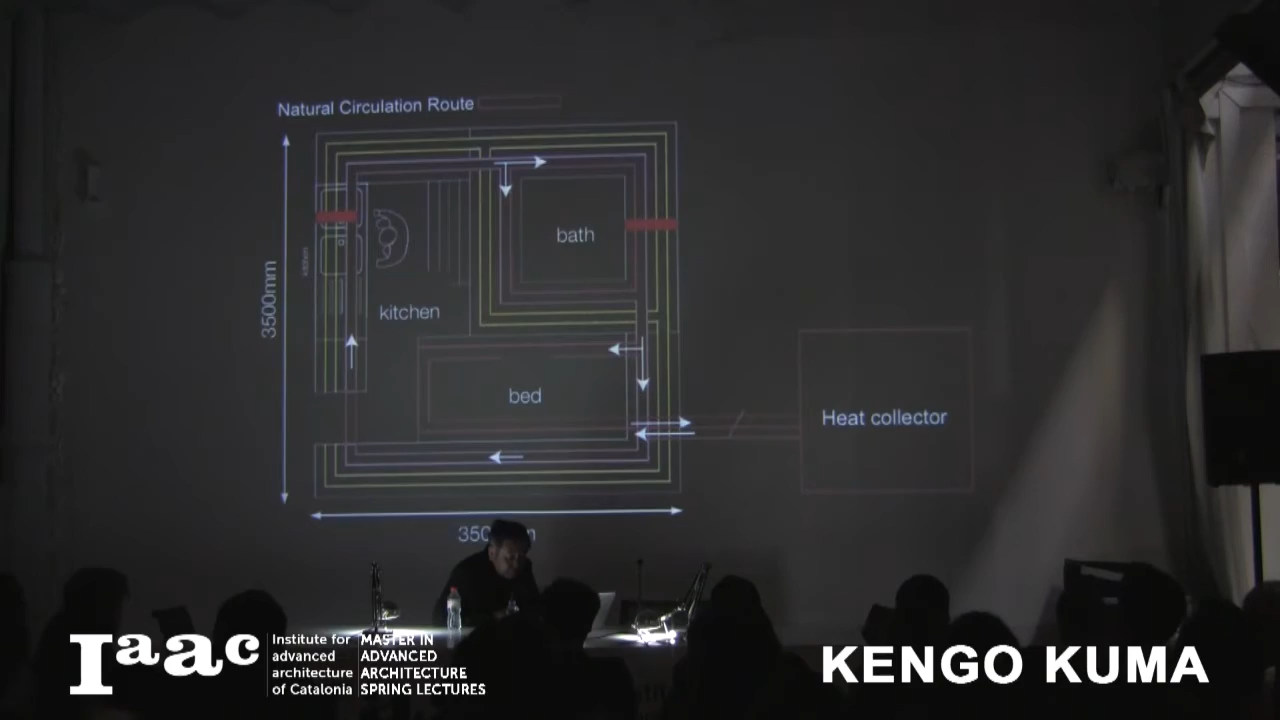 Natural Circulation Route
bath
kitchen
3500mm
kitchen
bed
Heat collector
Iaac
Institute for
advanced
architecture
of Catalonia
MASTER IN
ADVANCED
ARCHITECTURE
SPRING LECTURES
KENGO KUMA